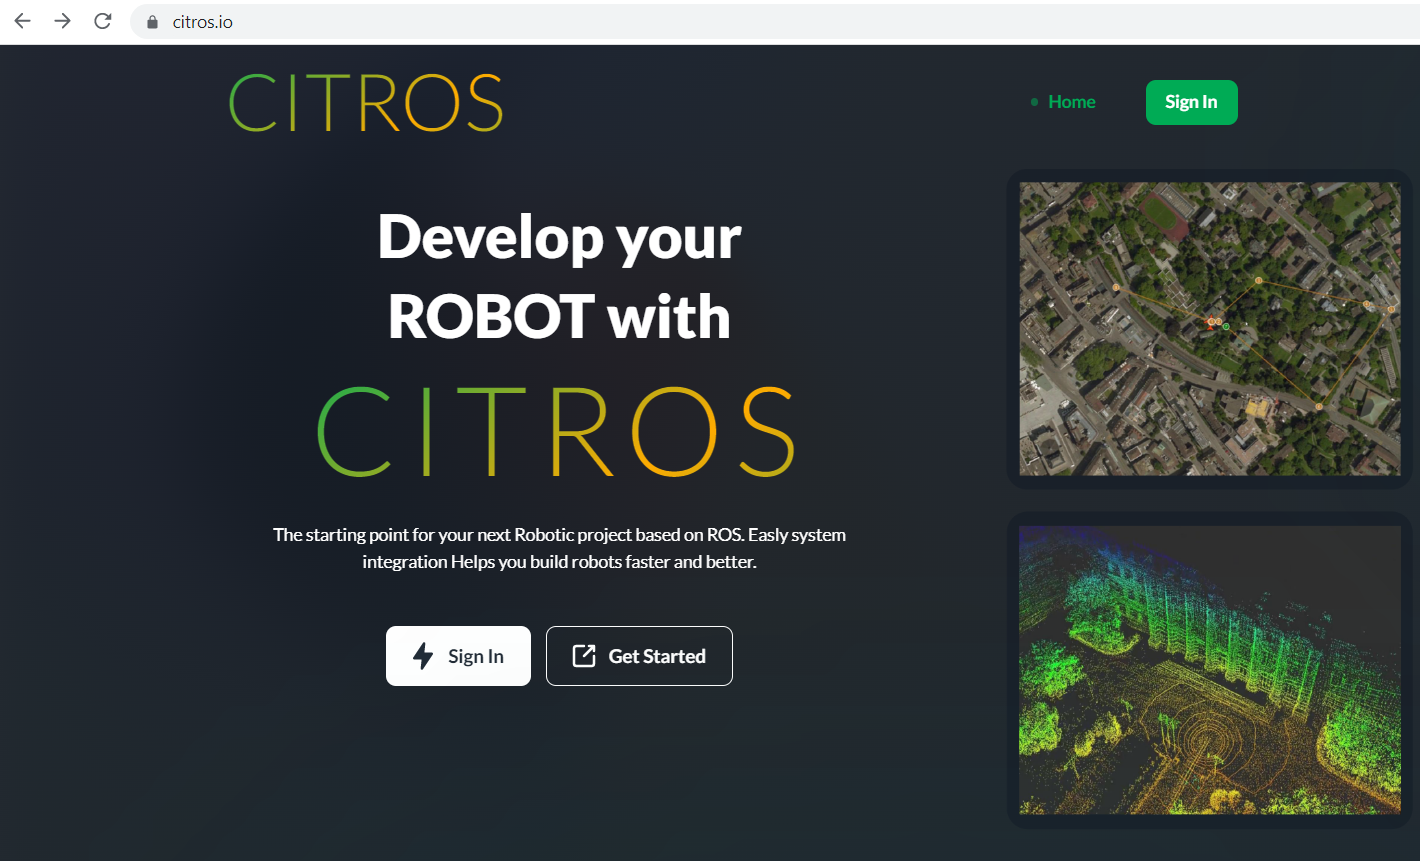 citros.io
CITROS
Home
Sign In
Develop your
ROBOT with
CITROS
The starting point for your next Robotic project based on ROS. Easly system
integration Helps you build robots faster and better.
Sign In
Get Started